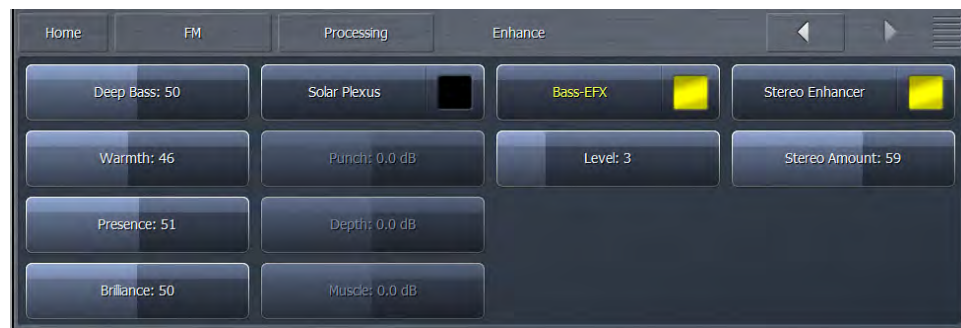 Home FM Processing Enhance
Deep Bass: 50 Solar Plexus Bass-EFX Stereo Enhancer
Warmth: 46 Punch: 0.0 dB Level: 3 Stereo Amount: 59
Presence: 51 Depth: 0.0 dB
Brilliance: 50 Muscle: 0.0 dB